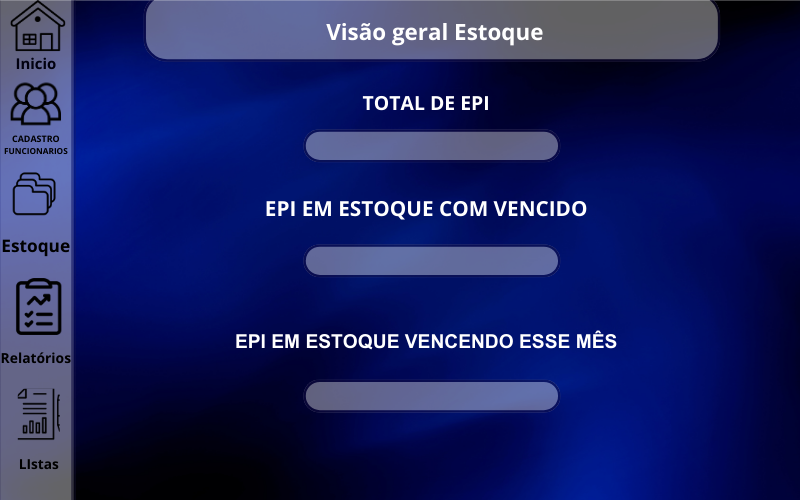 Visão geral Estoque
Inicio
CADASTRO
FUNCIONARIOS
Estoque
Relatórios
LIstas
TOTAL DE EPI
EPI EM ESTOQUE COM VENCIDO
EPI EM ESTOQUE VENCENDO ESSE MÊS